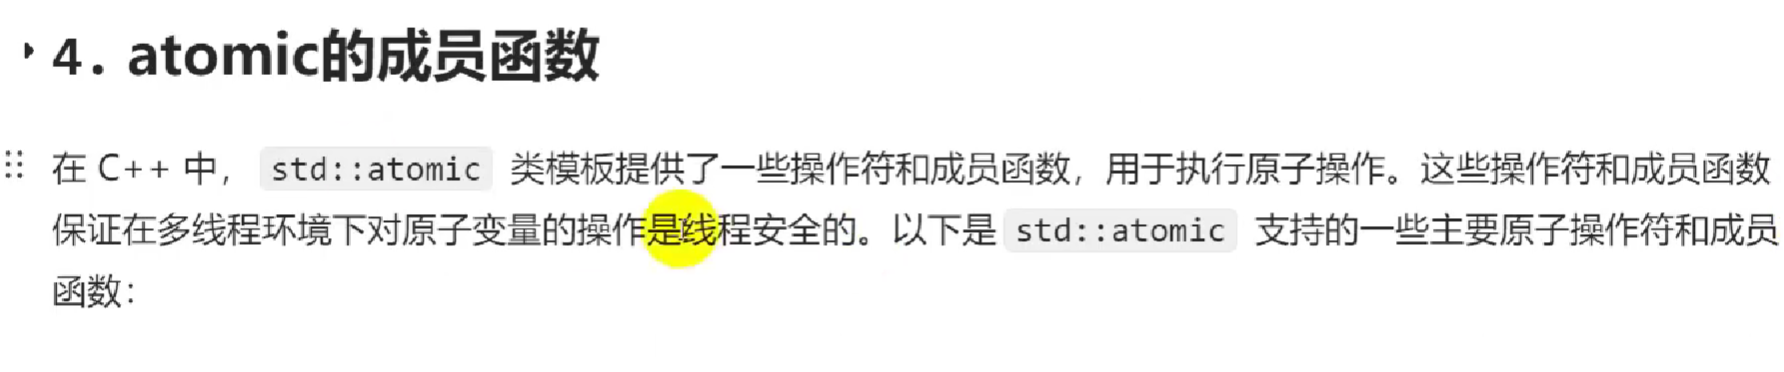 4. atomic的成员函数
在 C++ 中, std::atomic 类模板提供了一些操作符和成员函数，用于执行原子操作。这些操作符和成员函数
保证在多线程环境下对原子变量的操作是线程安全的。以下是 std::atomic 支持的一些主要原子操作符和成员
函数：